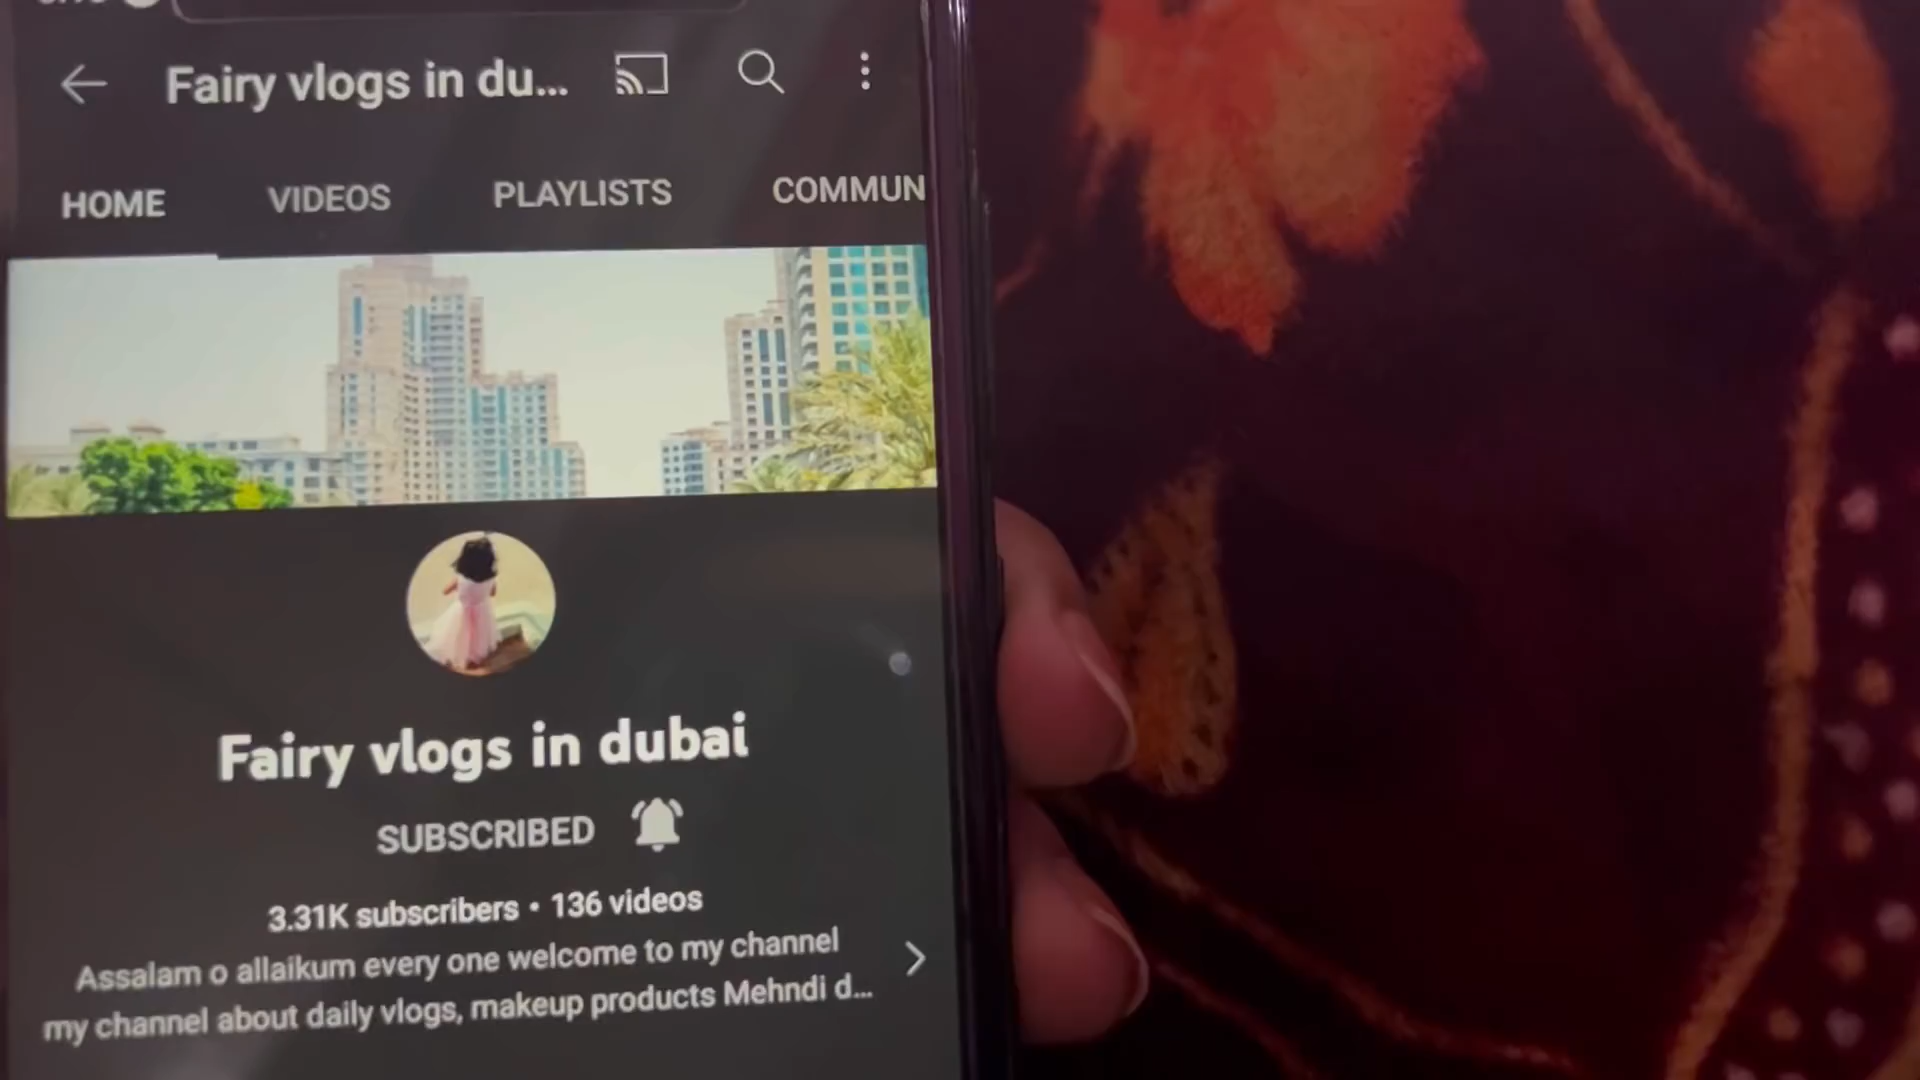 Fairy vlogs in du...
HOME VIDEOS PLAYLISTS COMMUN
Fairy vlogs in dubai
SUBSCRIBED
3.31K subscribers • 136 videos
Assalam o allaikum every one welcome to my channel
my channel about daily vlogs, makeup products Mehndi d...